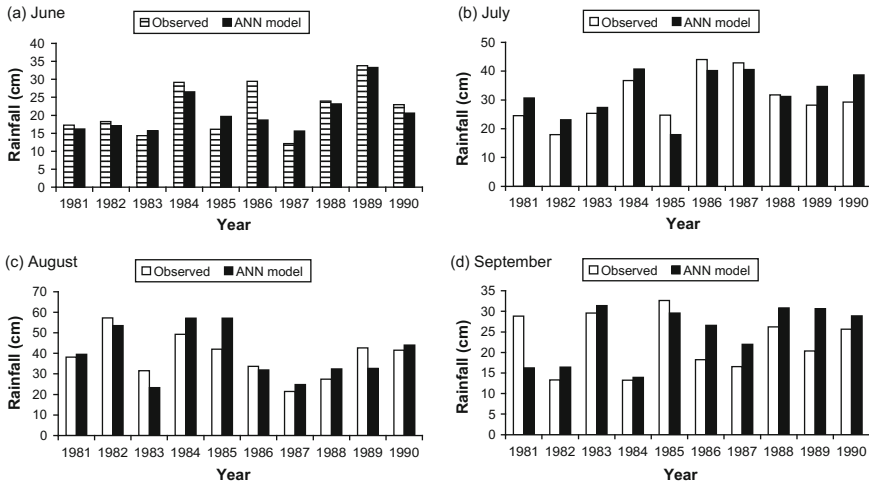 (a) June
Observed ANN model
Rainfall (cm)
40
35
30
25
20
15
10
5
0
1981 1982 1983 1984 1985 1986 1987 1988 1989 1990
Year
(b) July
Observed ANN model
Rainfall (cm)
50
40
30
20
10
0
1981 1982 1983 1984 1985 1986 1987 1988 1989 1990
Year
(c) August
Observed ANN model
Rainfall (cm)
70
60
50
40
30
20
10
0
1981 1982 1983 1984 1985 1986 1987 1988 1989 1990
Year
(d) September
Observed ANN model
Rainfall (cm)
35
30
25
20
15
10
5
0
1981 1982 1983 1984 1985 1986 1987 1988 1989 1990
Year